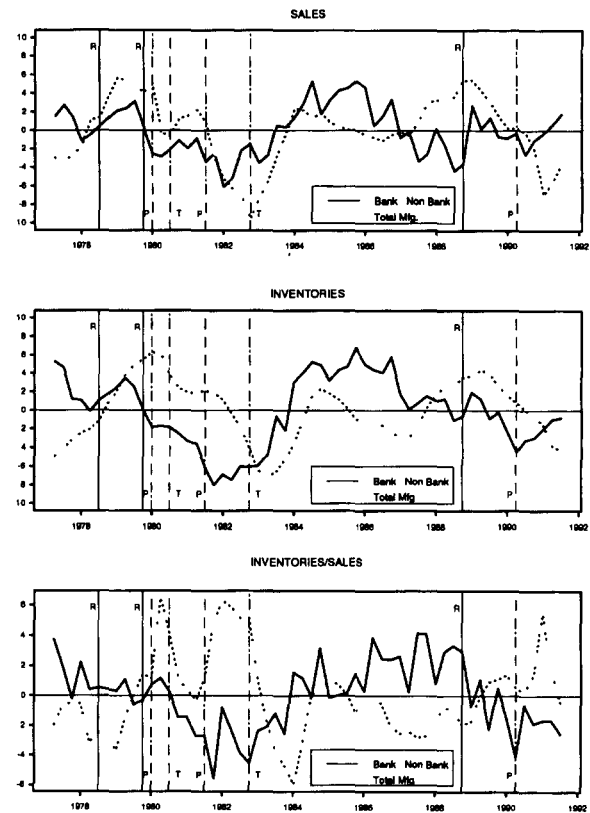 SALES
10
8
6
4
2
0
2
4
6
8
10
R R R
P T P T P
Bank Non Bank
Total Mfg.
1978 1980 1982 1984 1986 1988 1990 1992
INVENTORIES
10
8
6
4
2
0
-2
-4
-6
8
10
R R R
P T P T P
Bank Non Bank
Total Mfg
1978 1980 1982 1984 1986 1988 1990 1992
INVENTORIES/SALES
6
4
2
0
2
4
-6
R R R
P T P T P
Bank Non Bank
Total Mfg
1978 1980 1982 1984 1986 1988 1990 1992